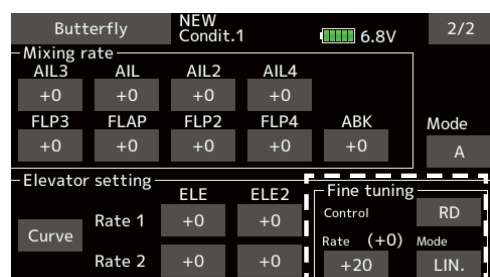 Butterfly NEW Condit.1 6.8V 2/2
Mixing rate
AIL3 AIL AIL2 AIL4
+0 +0 +0 +0
FLP3 FLAP FLP2 FLP4 ABK Mode
+0 +0 +0 +0 +0 A
Elevator setting Fine tuning
ELE ELE2
Control RD
Curve Rate 1 +0 +0
Rate (+0) Mode
Rate 2 +0 +0 +20 LIN.